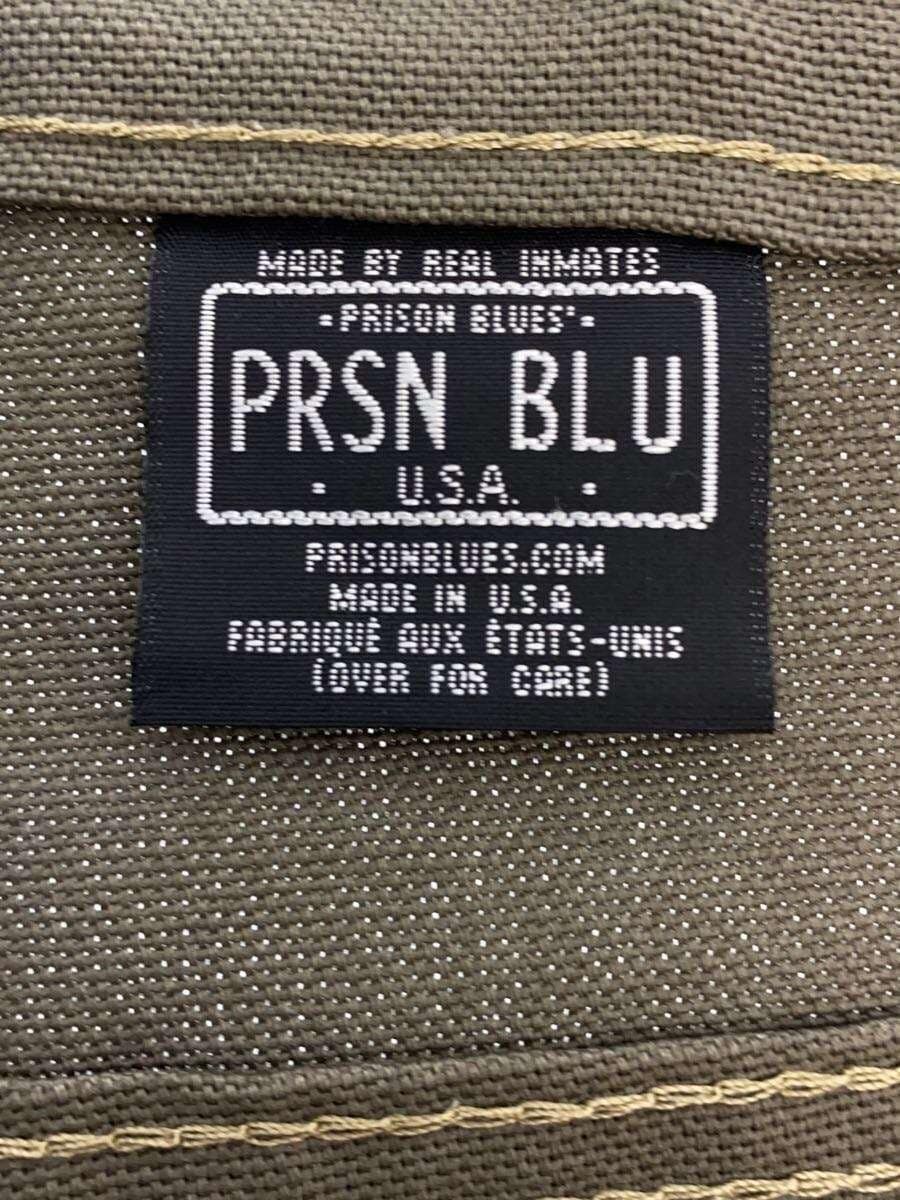 MADE BY REAL INMATES
•PRISON BLUES'•
PRSN BLU
• U.S.A. •
PRISONBLUES.COM
MADE IN U.S.A.
FABRIQUÉ AUX ÉTATS-UNIS
(OVER FOR CARE)